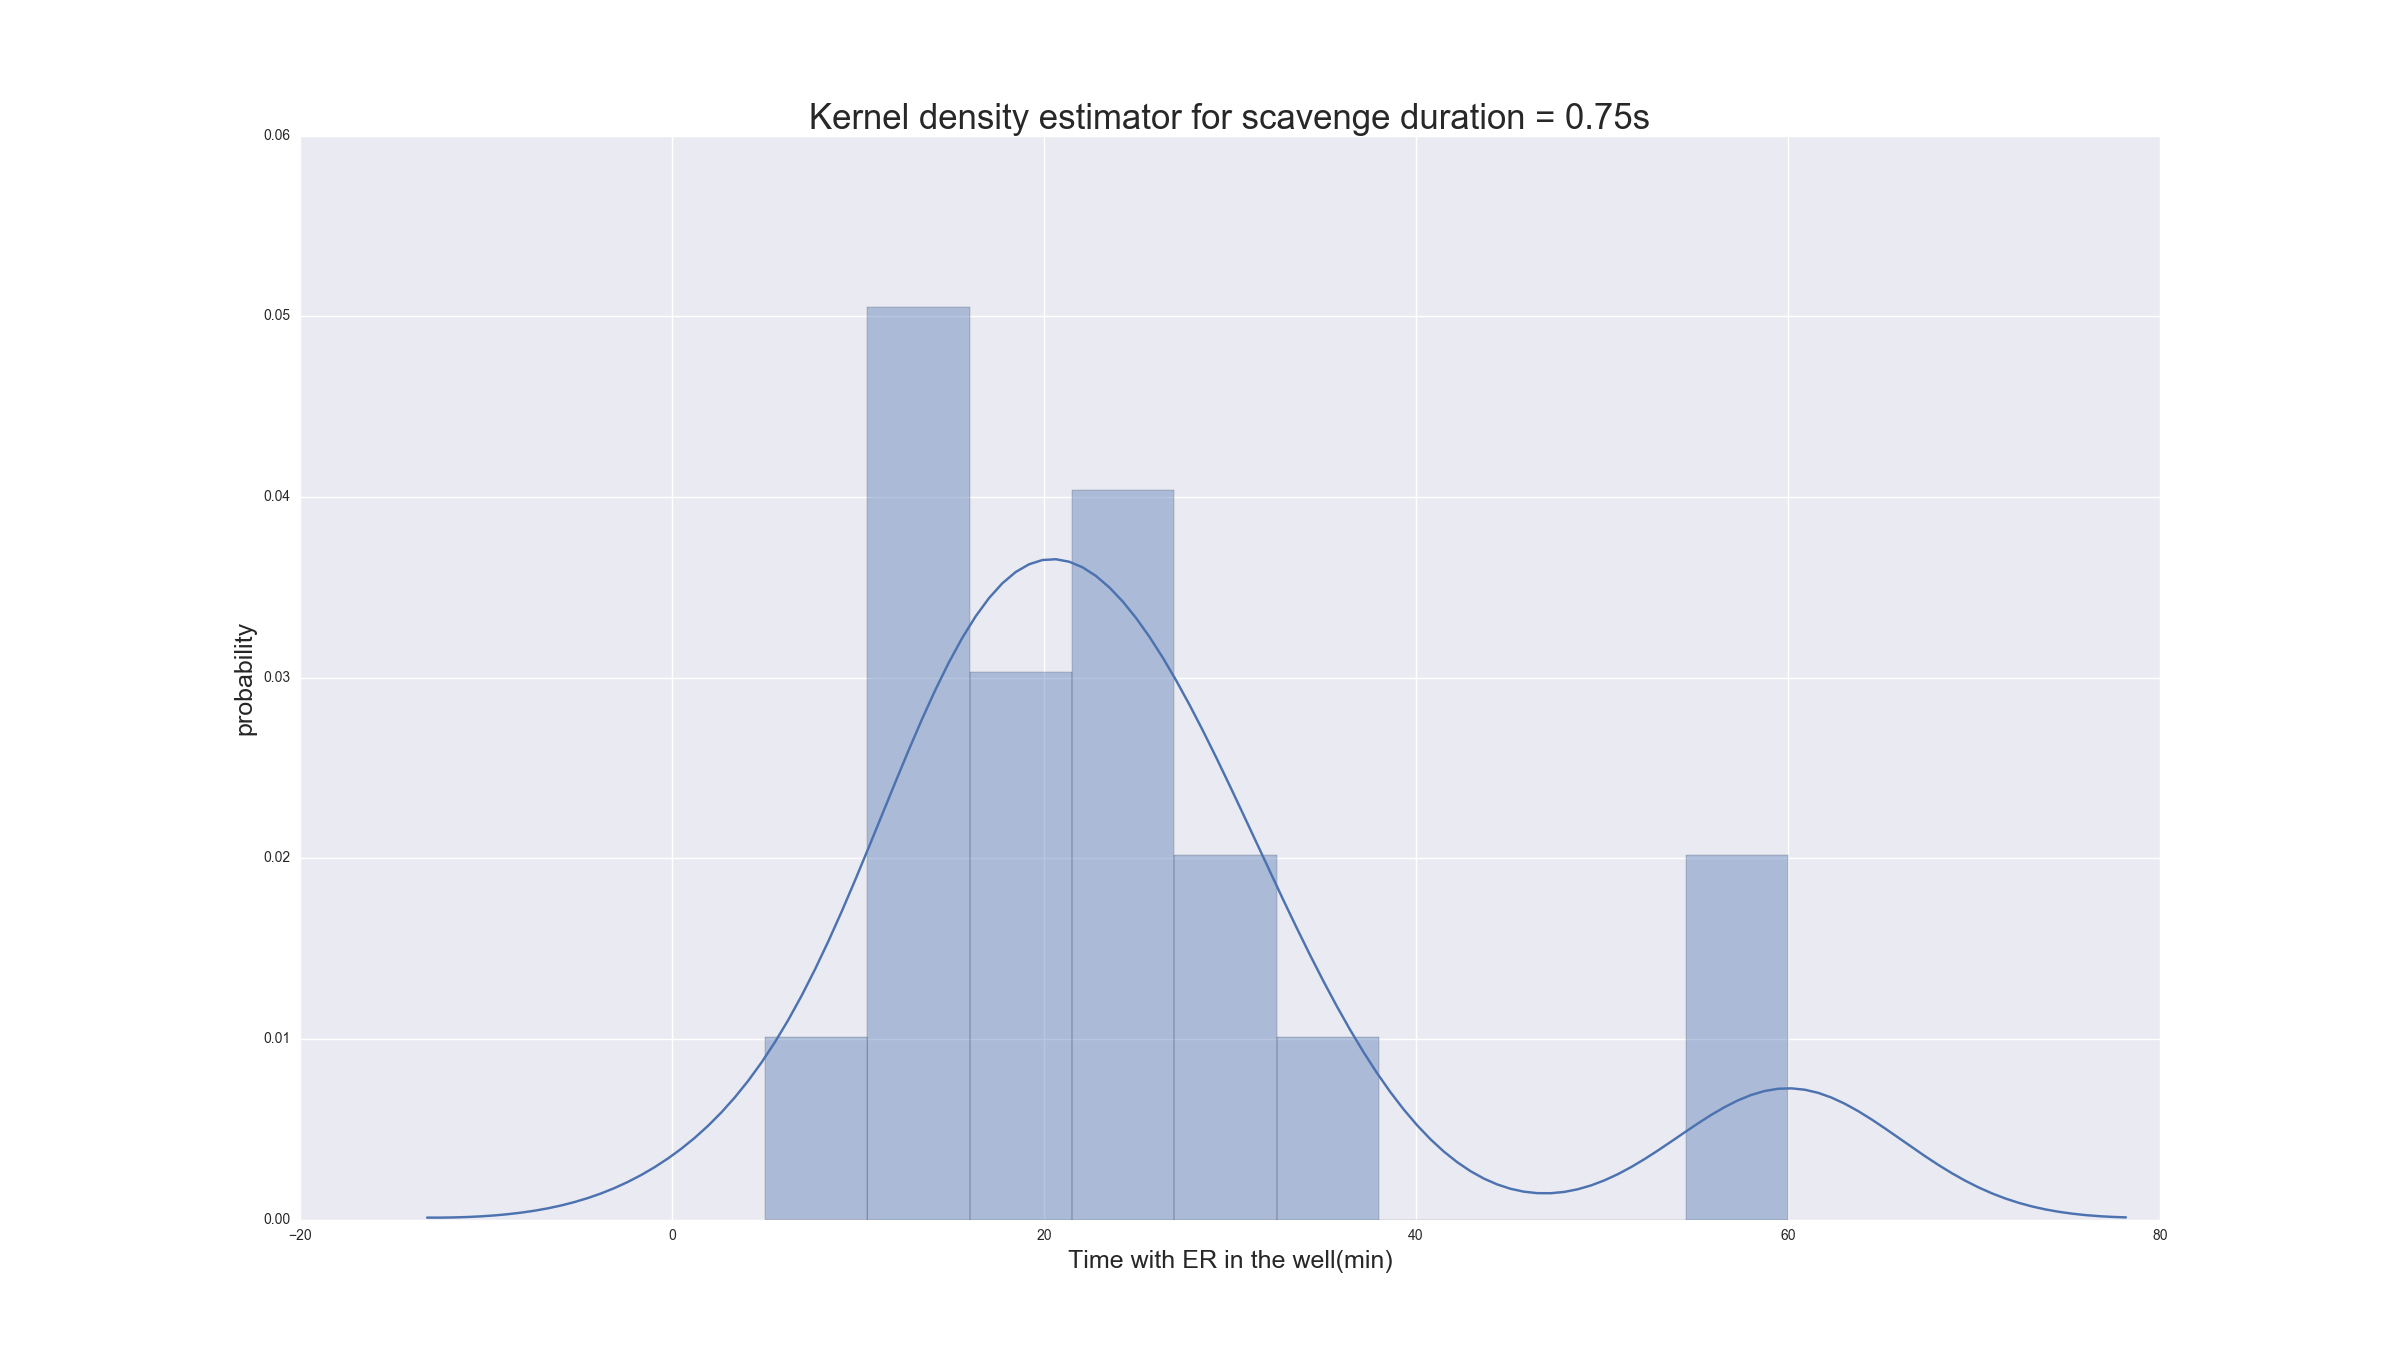 Kernel density estimator for scavenge duration = 0.75s
0.06
0.05
0.04
0.03
0.02
0.01
0.00
probability
−20 0 20 40 60 80
Time with ER in the well(min)